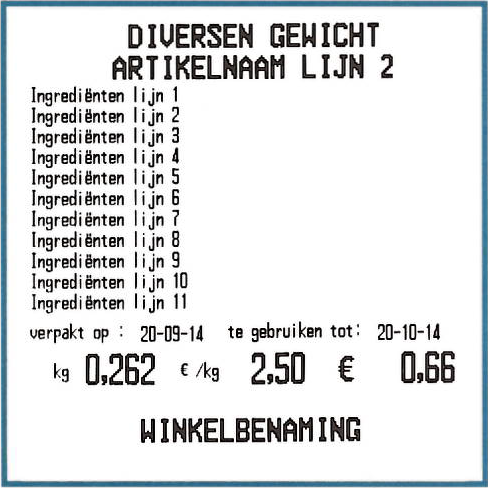 DIVERSEN GEWICHT
ARTIKELNAAM LIJN 2
Ingrediënten lijn 1
Ingrediënten lijn 2
Ingrediënten lijn 3
Ingrediënten lijn 4
Ingrediënten lijn 5
Ingrediënten lijn 6
Ingrediënten lijn 7
Ingrediënten lijn 8
Ingrediënten lijn 9
Ingrediënten lijn 10
Ingrediënten lijn 11
verpakt op : 20-09-14 te gebruiken tot: 20-10-14
kg 0,262 € /kg 2,50 € 0,66
WINKELBENAMING